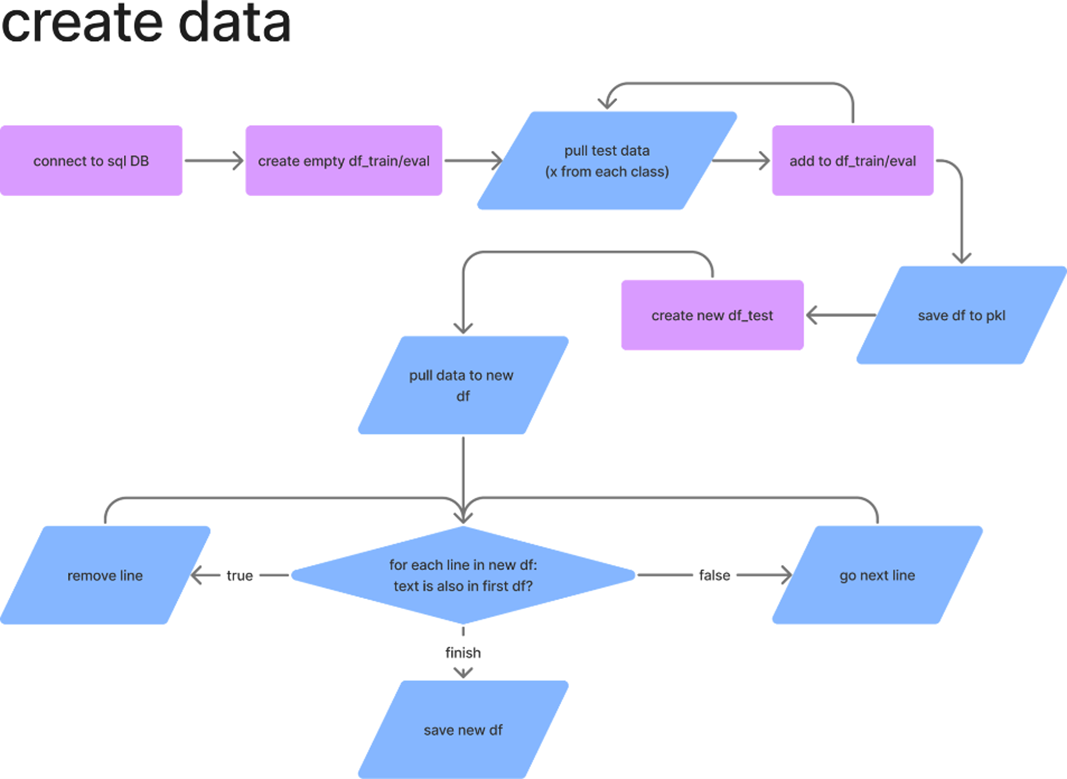 create data
connect to sql DB
create empty df_train/eval
pull test data
(x from each class)
add to df_train/eval
create new df_test
save df to pkl
pull data to new
df
remove line
true
for each line in new df:
text is also in first df?
false
go next line
finish
save new df